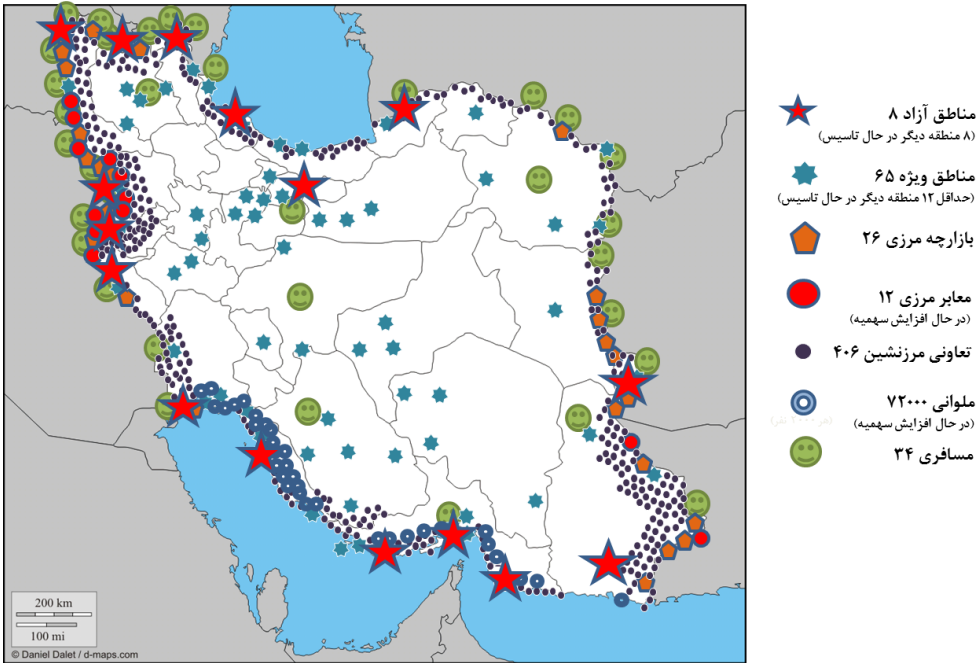 مناطق آزاد ۸
(۸ منطقه دیگر در حال تاسیس)
مناطق ویژه ۶۵
(حداقل ۱۲ منطقه دیگر در حال تاسیس)
بازارچه مرزی ۲۶
معابر مرزی ۱۲
(در حال افزایش سهمیه)
تعاونی مرزنشین ۴۰۶
ملوانی ۷۲۰۰۰
(در حال افزایش سهمیه)
مسافری ۳۴
200 km
100 mi
© Daniel Dalet / d-maps.com